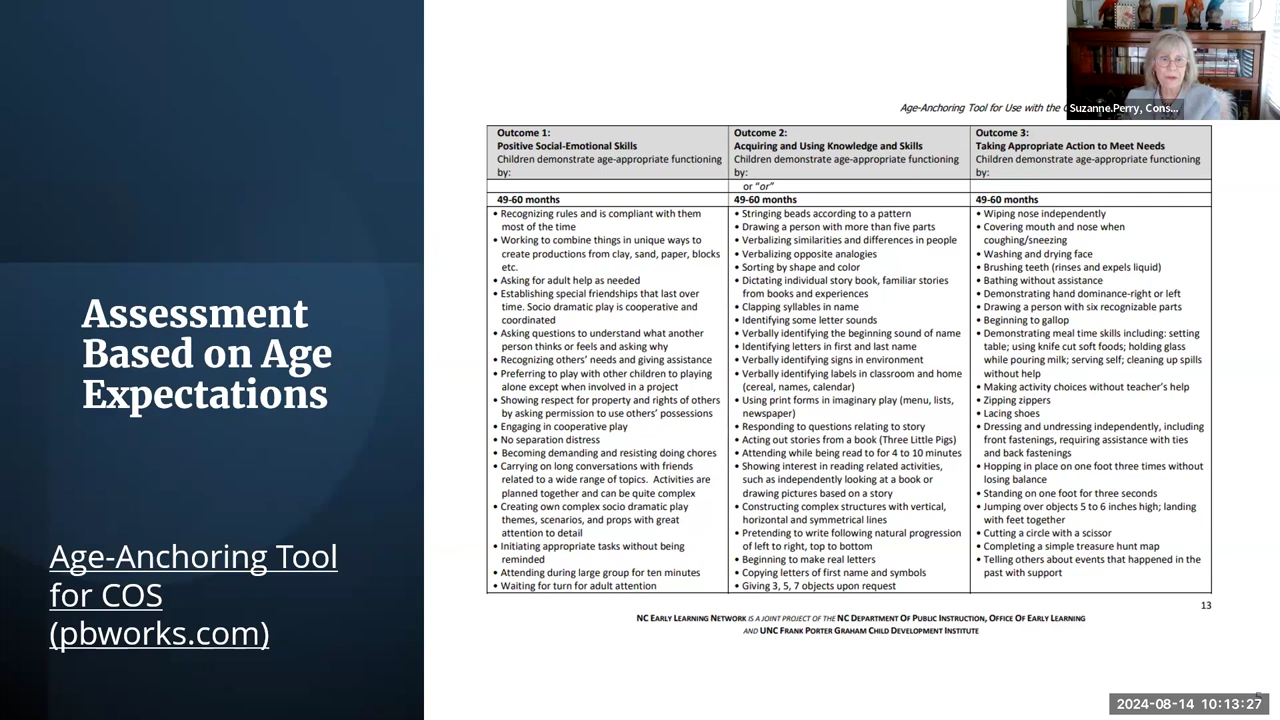 Assessment
Based on Age
Expectations
Age-Anchoring Tool
for COS
(pbworks.com)
Age-Anchoring Tool for Use with the
Suzanne.Perry, Cons...
Outcome 1:
Positive Social-Emotional Skills
Children demonstrate age-appropriate functioning
by:
49-60 months
• Recognizing rules and is compliant with them
most of the time
• Working to combine things in unique ways to
create productions from clay, sand, paper, blocks
etc.
• Asking for adult help as needed
• Establishing special friendships that last over
time. Socio dramatic play is cooperative and
coordinated
• Asking questions to understand what another
person thinks or feels and asking why
• Recognizing others' needs and giving assistance
• Preferring to play with other children to playing
alone except when involved in a project
• Showing respect for property and rights of others
by asking permission to use others' possessions
• Engaging in cooperative play
• No separation distress
• Becoming demanding and resisting doing chores
• Carrying on long conversations with friends
related to a wide range of topics. Activities are
planned together and can be quite complex
• Creating own complex socio dramatic play
themes, scenarios, and props with great
attention to detail
• Initiating appropriate tasks without being
reminded
• Attending during large group for ten minutes
• Waiting for turn for adult attention
Outcome 2:
Acquiring and Using Knowledge and Skills
Children demonstrate age-appropriate functioning
by:
or "or"
49-60 months
• Stringing beads according to a pattern
• Drawing a person with more than five parts
• Verbalizing similarities and differences in people
• Verbalizing opposite analogies
• Sorting by shape and color
• Dictating individual story book, familiar stories
from books and experiences
• Clapping syllables in name
• Identifying some letter sounds
• Verbally identifying the beginning sound of name
• Identifying letters in first and last name
• Verbally identifying signs in environment
• Verbally identifying labels in classroom and home
(cereal, names, calendar)
• Using print forms in imaginary play (menu, lists,
newspaper)
• Responding to questions relating to story
• Acting out stories from a book (Three Little Pigs)
• Attending while being read to for 4 to 10 minutes
• Showing interest in reading related activities,
such as independently looking at a book or
drawing pictures based on a story
• Constructing complex structures with vertical,
horizontal and symmetrical lines
• Pretending to write following natural progression
of left to right, top to bottom
• Beginning to make real letters
• Copying letters of first name and symbols
• Giving 3, 5, 7 objects upon request
Outcome 3:
Taking Appropriate Action to Meet Needs
Children demonstrate age-appropriate functioning
by:
49-60 months
• Wiping nose independently
• Covering mouth and nose when
coughing/sneezing
• Washing and drying face
• Brushing teeth (rinses and expels liquid)
• Bathing without assistance
• Demonstrating hand dominance-right or left
• Drawing a person with six recognizable parts
• Beginning to gallop
• Demonstrating meal time skills including: setting
table; using knife cut soft foods; holding glass
while pouring milk; serving self; cleaning up spills
without help
• Making activity choices without teacher's help
• Zipping zippers
• Lacing shoes
• Dressing and undressing independently, including
front fastenings, requiring assistance with ties
and back fastenings
• Hopping in place on one foot three times without
losing balance
• Standing on one foot for three seconds
• Jumping over objects 5 to 6 inches high; landing
with feet together
• Cutting a circle with a scissor
• Completing a simple treasure hunt map
• Telling others about events that happened in the
past with support
13
NC EARLY LEARNING NETWORK IS A JOINT PROJECT OF THE NC DEPARTMENT OF PUBLIC INSTRUCTION, OFFICE OF EARLY LEARNING
AND UNC FRANK PORTER GRAHAM CHILD DEVELOPMENT INSTITUTE
2024-08-14 10:13:27